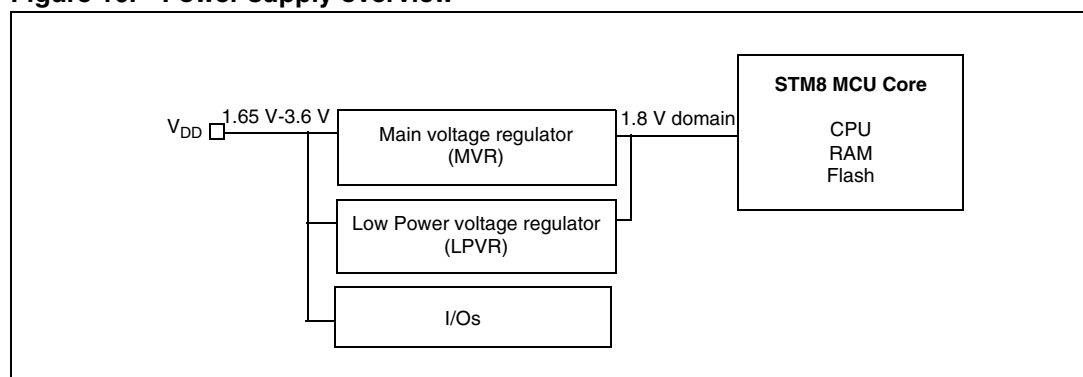 Figure 18. Power supply overview
STM8 MCU Core
CPU
RAM
Flash
VDD
1.65 V-3.6 V
1.8 V domain
Main voltage regulator
(MVR)
Low Power voltage regulator
(LPVR)
I/Os